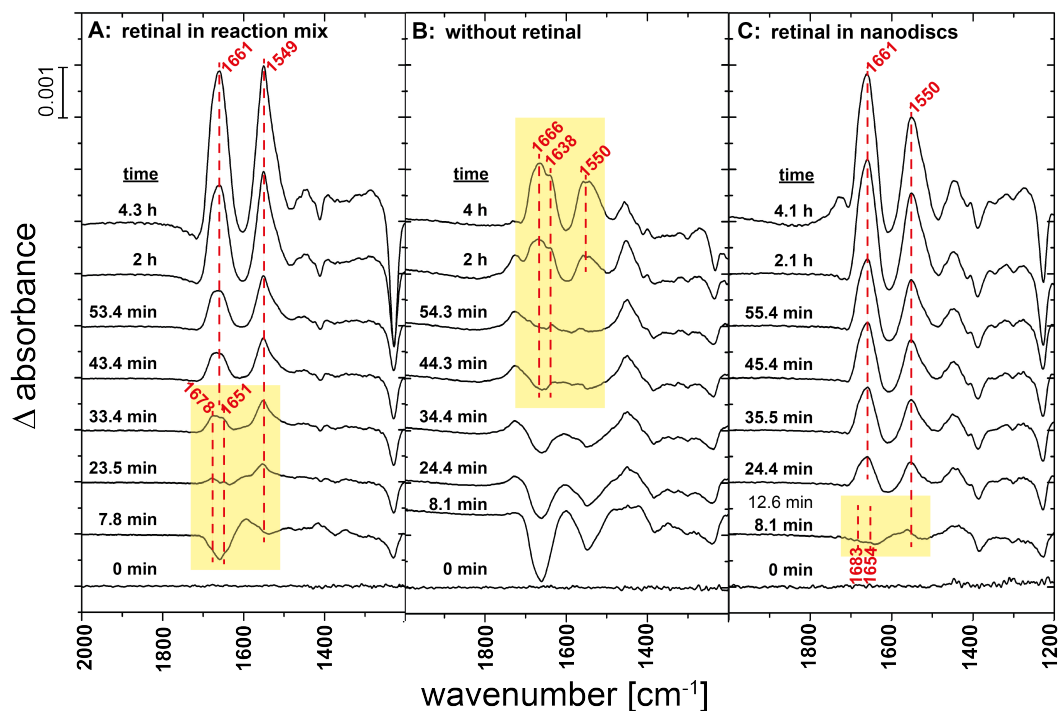 A: retinal in reaction mix
1661
1549
0.001
time
4.3 h
2 h
53.4 min
43.4 min
1678
1651
33.4 min
23.5 min
7.8 min
0 min
2000
1800
1600
1400
B: without retinal
1666
1638
1550
time
4 h
2 h
54.3 min
44.3 min
34.4 min
24.4 min
8.1 min
0 min
1800
1600
1400
C: retinal in nanodiscs
1661
1550
time
4.1 h
2.1 h
55.4 min
45.4 min
35.5 min
24.4 min
12.6 min
8.1 min
1683
1654
0 min
1800
1600
1400
1200
Δ absorbance
wavenumber [cm⁻¹]